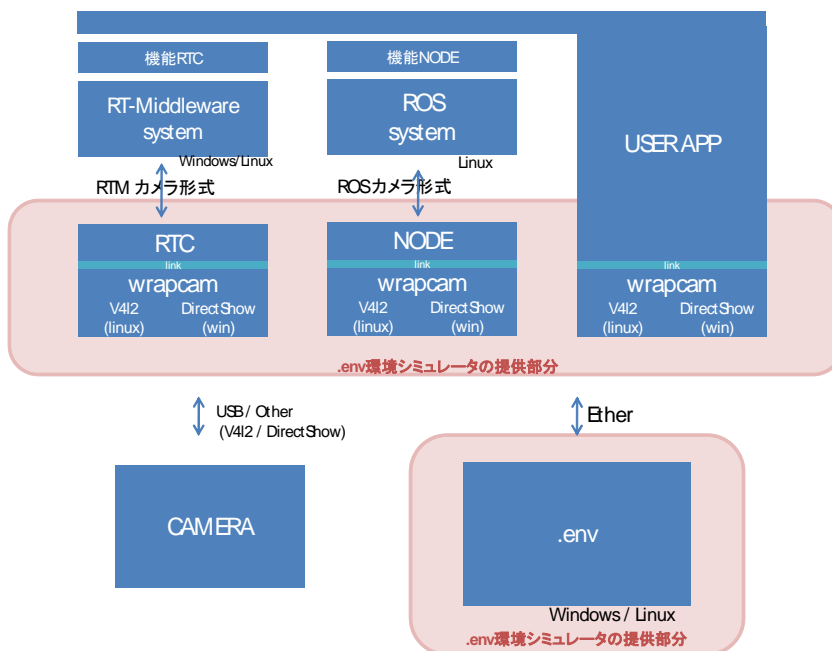 機能RTC
機能NODE
RT-Middleware
system
ROS
system
USER APP
Windows/Linux
Linux
RTM カメラ形式
ROSカメラ形式
RTC
NODE
link
link
link
wrapcam
wrapcam
wrapcam
V4l2
(linux)
DirectShow
(win)
V4l2
(linux)
DirectShow
(win)
V4l2
(linux)
DirectShow
(win)
.env環境シミュレータの提供部分
USB / Other
(V4l2 / DirectShow)
Ether
CAMERA
.env
Windows / Linux
.env環境シミュレータの提供部分